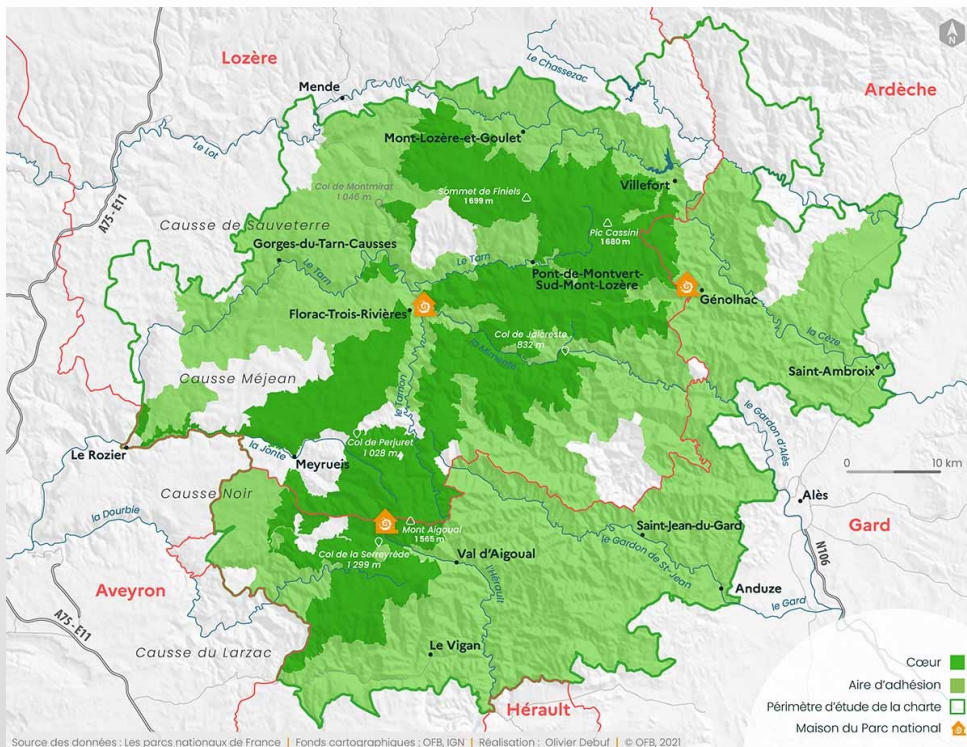 N
Lozère
Ardèche
Le Chassezac
Mende
Le Lot
Mont-Lozère-et-Goulet
A75 - E11
Col de Montmirat
1 046 m
Sommet de Finiels
1 699 m
Villefort
Causse de Sauveterre
Pic Cassini
1 680 m
Gorges-du-Tarn-Causses
Le Tarn
Le Tarn
Pont-de-Montvert-
Sud-Mont-Lozère
Génolhac
Florac-Trois-Rivières
Col de Jalcreste
832 m
la Mimente
la Cèze
Saint-Ambroix
Causse Méjean
le Tarnon
le Gardon d'Alès
Col de Perjuret
1 028 m
Le Rozier
la Jonte
Meyrueis
0 10 km
Causse Noir
Alès
la Dourbie
Mont Aigoual
1 565 m
Saint-Jean-du-Gard
Gard
Col de la Serreyrède
1 299 m
Val d'Aigoual
le Gardon de St-Jean
N106
Aveyron
l'Hérault
Anduze
le Gard
A75 - E11
Causse du Larzac
Le Vigan
Hérault
Cœur
Aire d'adhésion
Périmètre d'étude de la charte
Maison du Parc national
Source des données : Les parcs nationaux de France | Fonds cartographiques : OFB, IGN | Réalisation : Olivier Debuf | © OFB, 2021